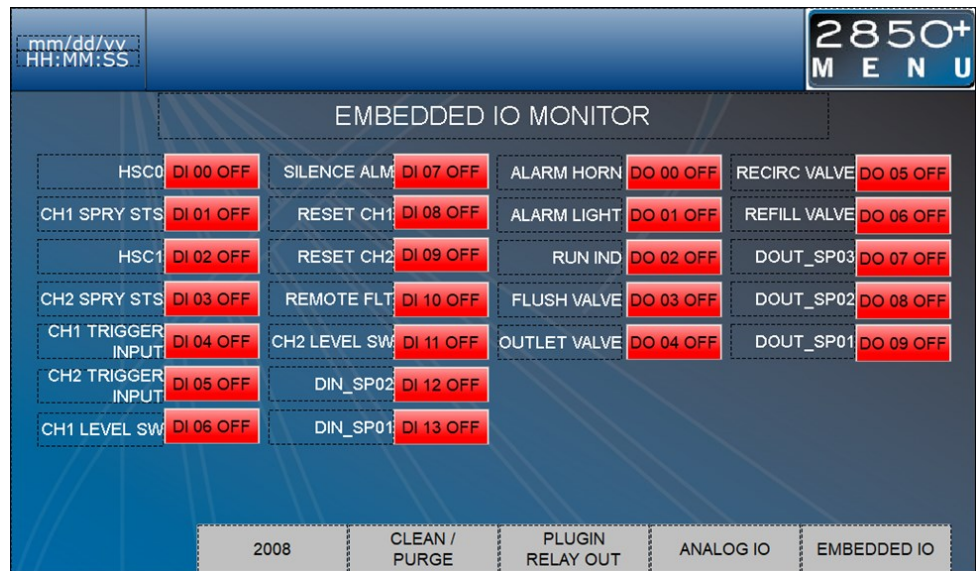 mm/dd/yy
HH:MM:SS
2850+
MENU
EMBEDDED IO MONITOR
HSC0 DI 00 OFF SILENCE ALM DI 07 OFF ALARM HORN DO 00 OFF RECIRC VALVE DO 05 OFF
CH1 SPRY STS DI 01 OFF RESET CH1 DI 08 OFF ALARM LIGHT DO 01 OFF REFILL VALVE DO 06 OFF
HSC1 DI 02 OFF RESET CH2 DI 09 OFF RUN IND DO 02 OFF DOUT_SP03 DO 07 OFF
CH2 SPRY STS DI 03 OFF REMOTE FLT DI 10 OFF FLUSH VALVE DO 03 OFF DOUT_SP02 DO 08 OFF
CH1 TRIGGER
INPUT DI 04 OFF CH2 LEVEL SW DI 11 OFF OUTLET VALVE DO 04 OFF DOUT_SP01 DO 09 OFF
CH2 TRIGGER
INPUT DI 05 OFF DIN_SP02 DI 12 OFF
CH1 LEVEL SW DI 06 OFF DIN_SP01 DI 13 OFF
2008
CLEAN /
PURGE
PLUGIN
RELAY OUT
ANALOG IO
EMBEDDED IO